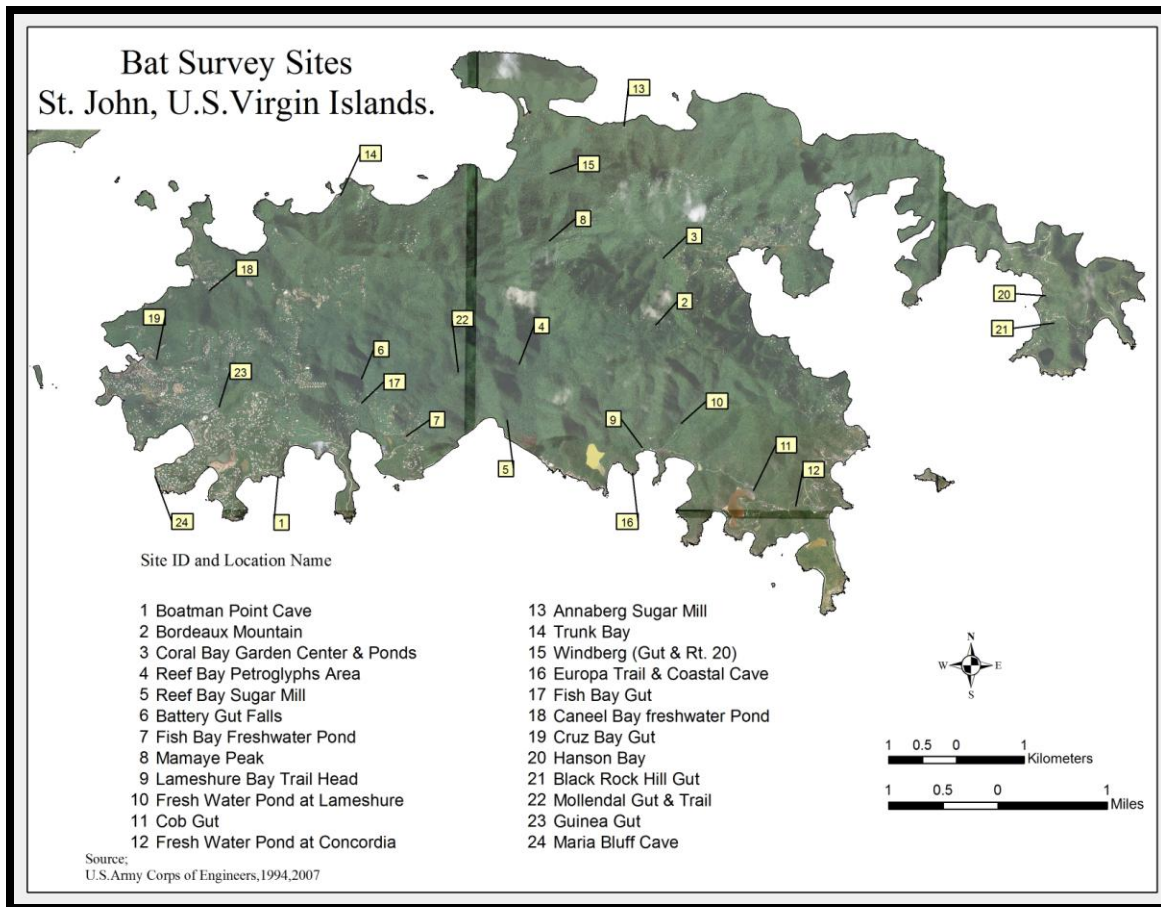 Bat Survey Sites
St. John, U.S.Virgin Islands.
13
14
15
8
3
18
20
2
19
22
4
21
6
23
17
10
7
9
11
5
12
24
1
16
Site ID and Location Name
1 Boatman Point Cave
2 Bordeaux Mountain
3 Coral Bay Garden Center & Ponds
4 Reef Bay Petroglyphs Area
5 Reef Bay Sugar Mill
6 Battery Gut Falls
7 Fish Bay Freshwater Pond
8 Mamaye Peak
9 Lameshure Bay Trail Head
10 Fresh Water Pond at Lameshure
11 Cob Gut
12 Fresh Water Pond at Concordia
13 Annaberg Sugar Mill
14 Trunk Bay
15 Windberg (Gut & Rt. 20)
16 Europa Trail & Coastal Cave
17 Fish Bay Gut
18 Caneel Bay freshwater Pond
19 Cruz Bay Gut
20 Hanson Bay
21 Black Rock Hill Gut
22 Mollendal Gut & Trail
23 Guinea Gut
24 Maria Bluff Cave
N
W E
S
1 0.5 0 1
Kilometers
1 0.5 0 1
Miles
Source;
U.S.Army Corps of Engineers,1994,2007